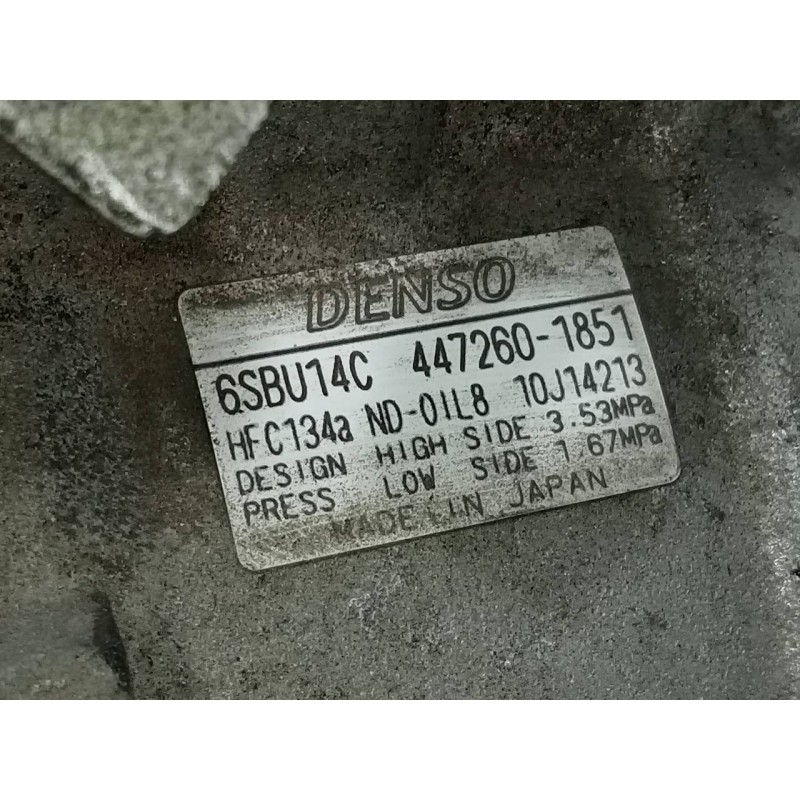 DENSO
6SBU14C 447260-1851
HFC134a ND-OIL8 10J14213
DESIGN HIGH SIDE 3.53MPa
PRESS LOW SIDE 1.67MPa
MADE IN JAPAN